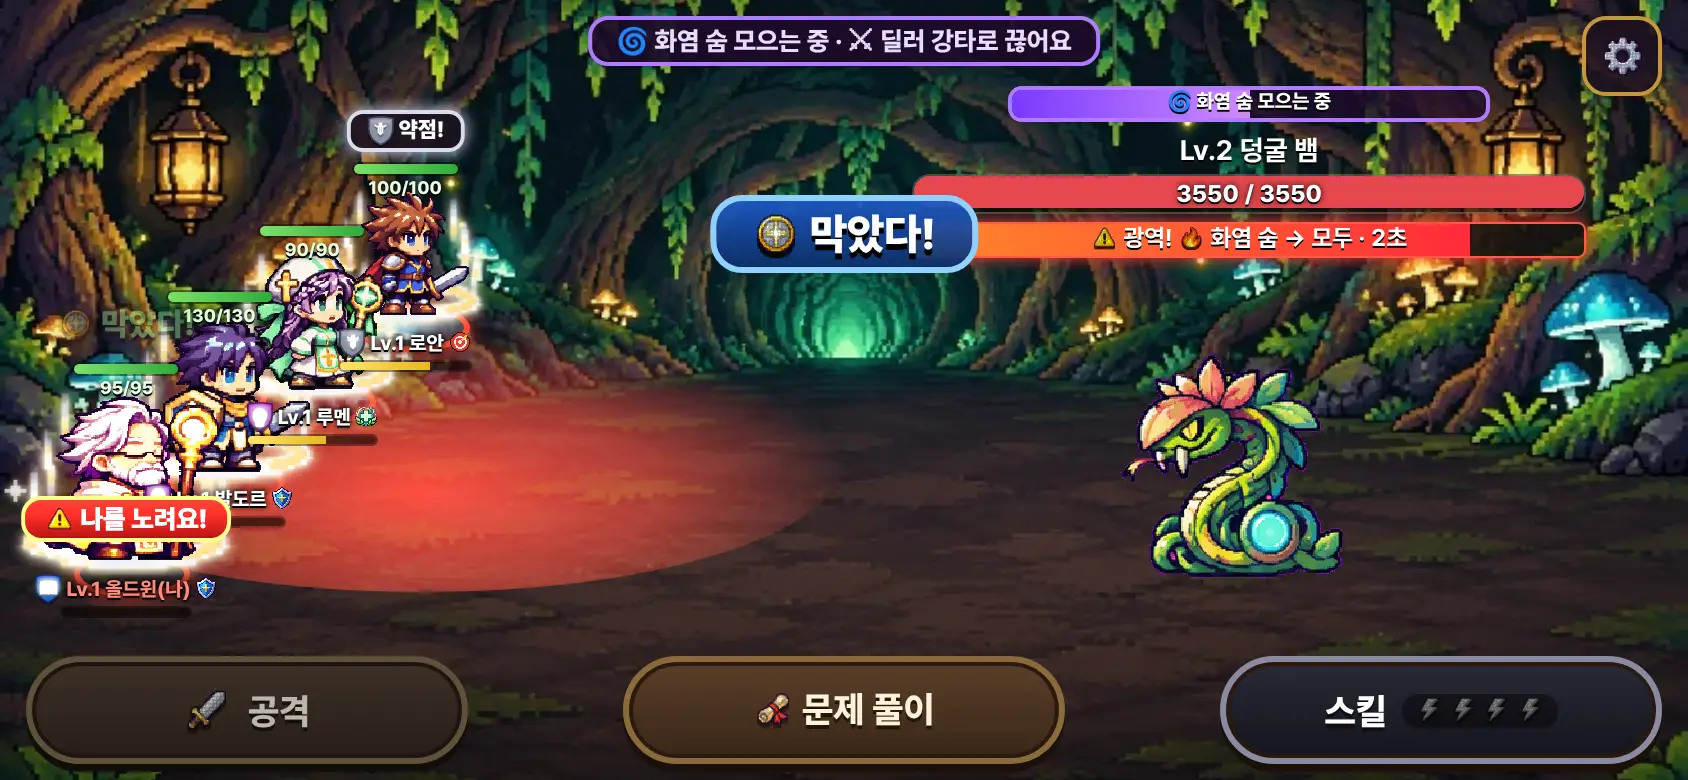 화염 숨 모으는 중 · 딜러 강타로 끊어요
화염 숨 모으는 중
Lv.2 덩굴 뱀
3550 / 3550
광역! 화염 숨 → 모두 · 2초
막았다!
약점!
100/100
90/90
Lv.1 로안
막았다!
130/130
Lv.1 루멘
95/95
나를 노려요!
Lv.1 올드윈(나)
공격
문제 풀이
스킬